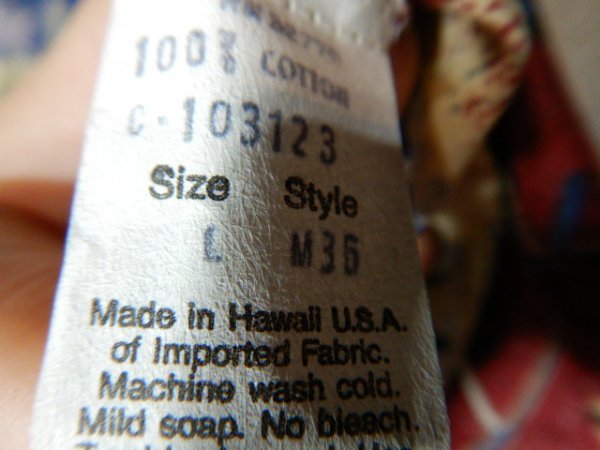 100% COTTON
C-103123
Size Style
L M36
Made in Hawaii U.S.A.
of Imported Fabric.
Machine wash cold.
Mild soap. No bleach.